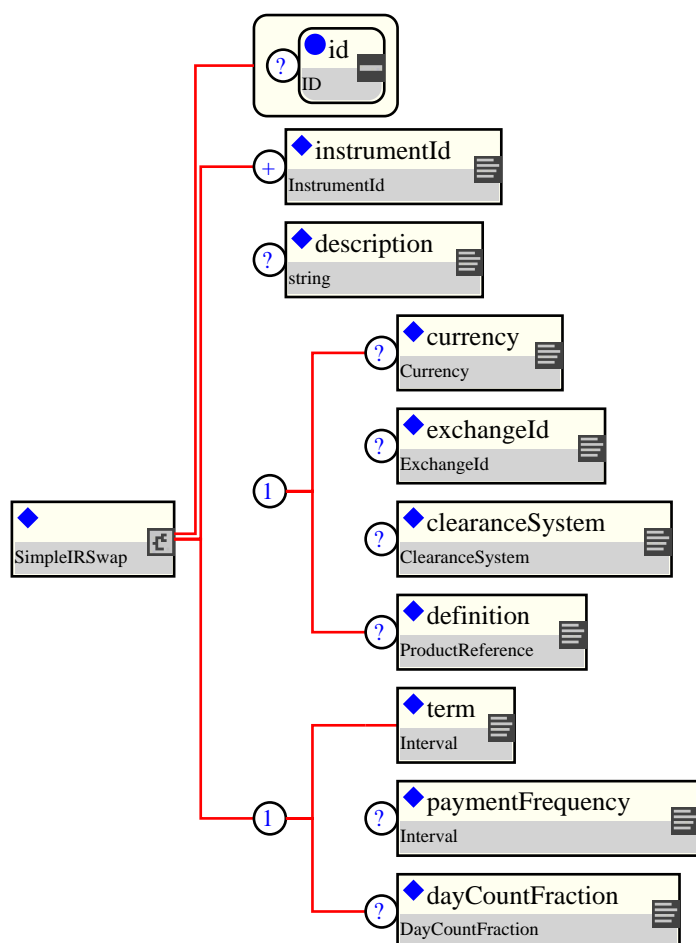 ?
id
ID
+
instrumentId
InstrumentId
?
description
string
?
currency
Currency
?
exchangeId
ExchangeId
1
?
clearanceSystem
ClearanceSystem
SimpleIRSwap
?
definition
ProductReference
term
Interval
1
?
paymentFrequency
Interval
?
dayCountFraction
DayCountFraction